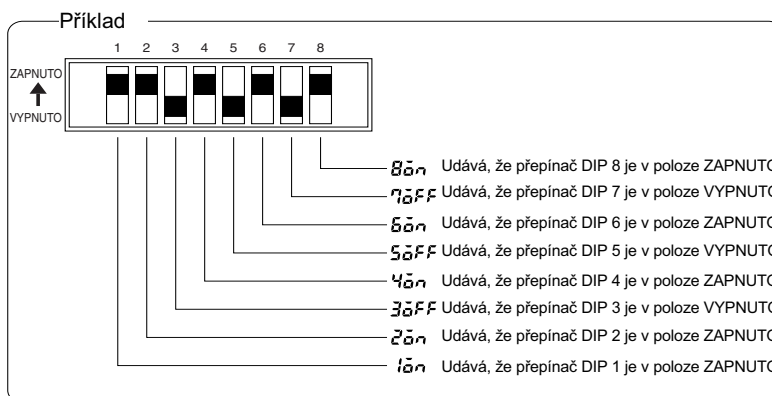 Příklad
1 2 3 4 5 6 7 8
ZAPNUTO
VYPNUTO
8on Udává, že přepínač DIP 8 je v poloze ZAPNUTO
7oFF Udává, že přepínač DIP 7 je v poloze VYPNUTO
6on Udává, že přepínač DIP 6 je v poloze ZAPNUTO
5oFF Udává, že přepínač DIP 5 je v poloze VYPNUTO
4on Udává, že přepínač DIP 4 je v poloze ZAPNUTO
3oFF Udává, že přepínač DIP 3 je v poloze VYPNUTO
2on Udává, že přepínač DIP 2 je v poloze ZAPNUTO
1on Udává, že přepínač DIP 1 je v poloze ZAPNUTO